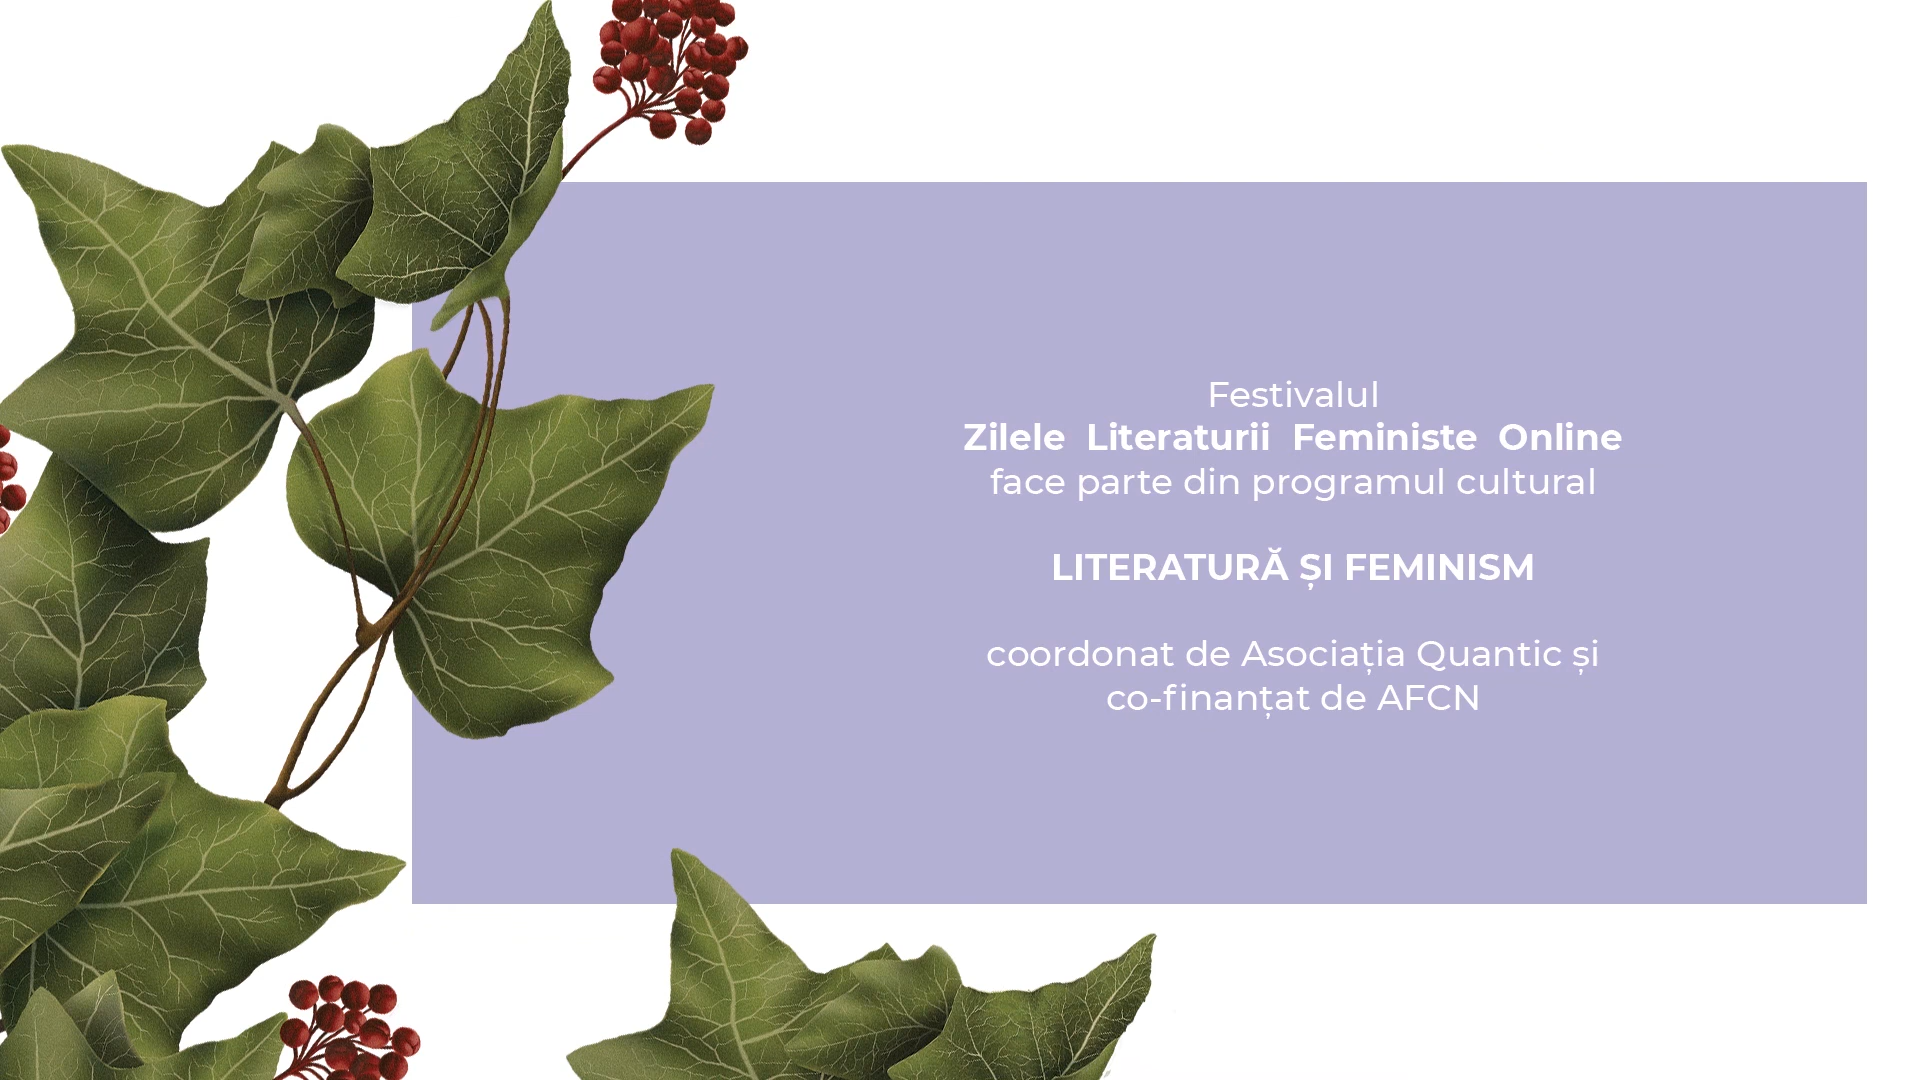 Festivalul
Zilele Literaturii Feministe Online
face parte din programul cultural
LITERATURĂ ȘI FEMINISM
coordonat de Asociația Quantic și
co-finanțat de AFCN